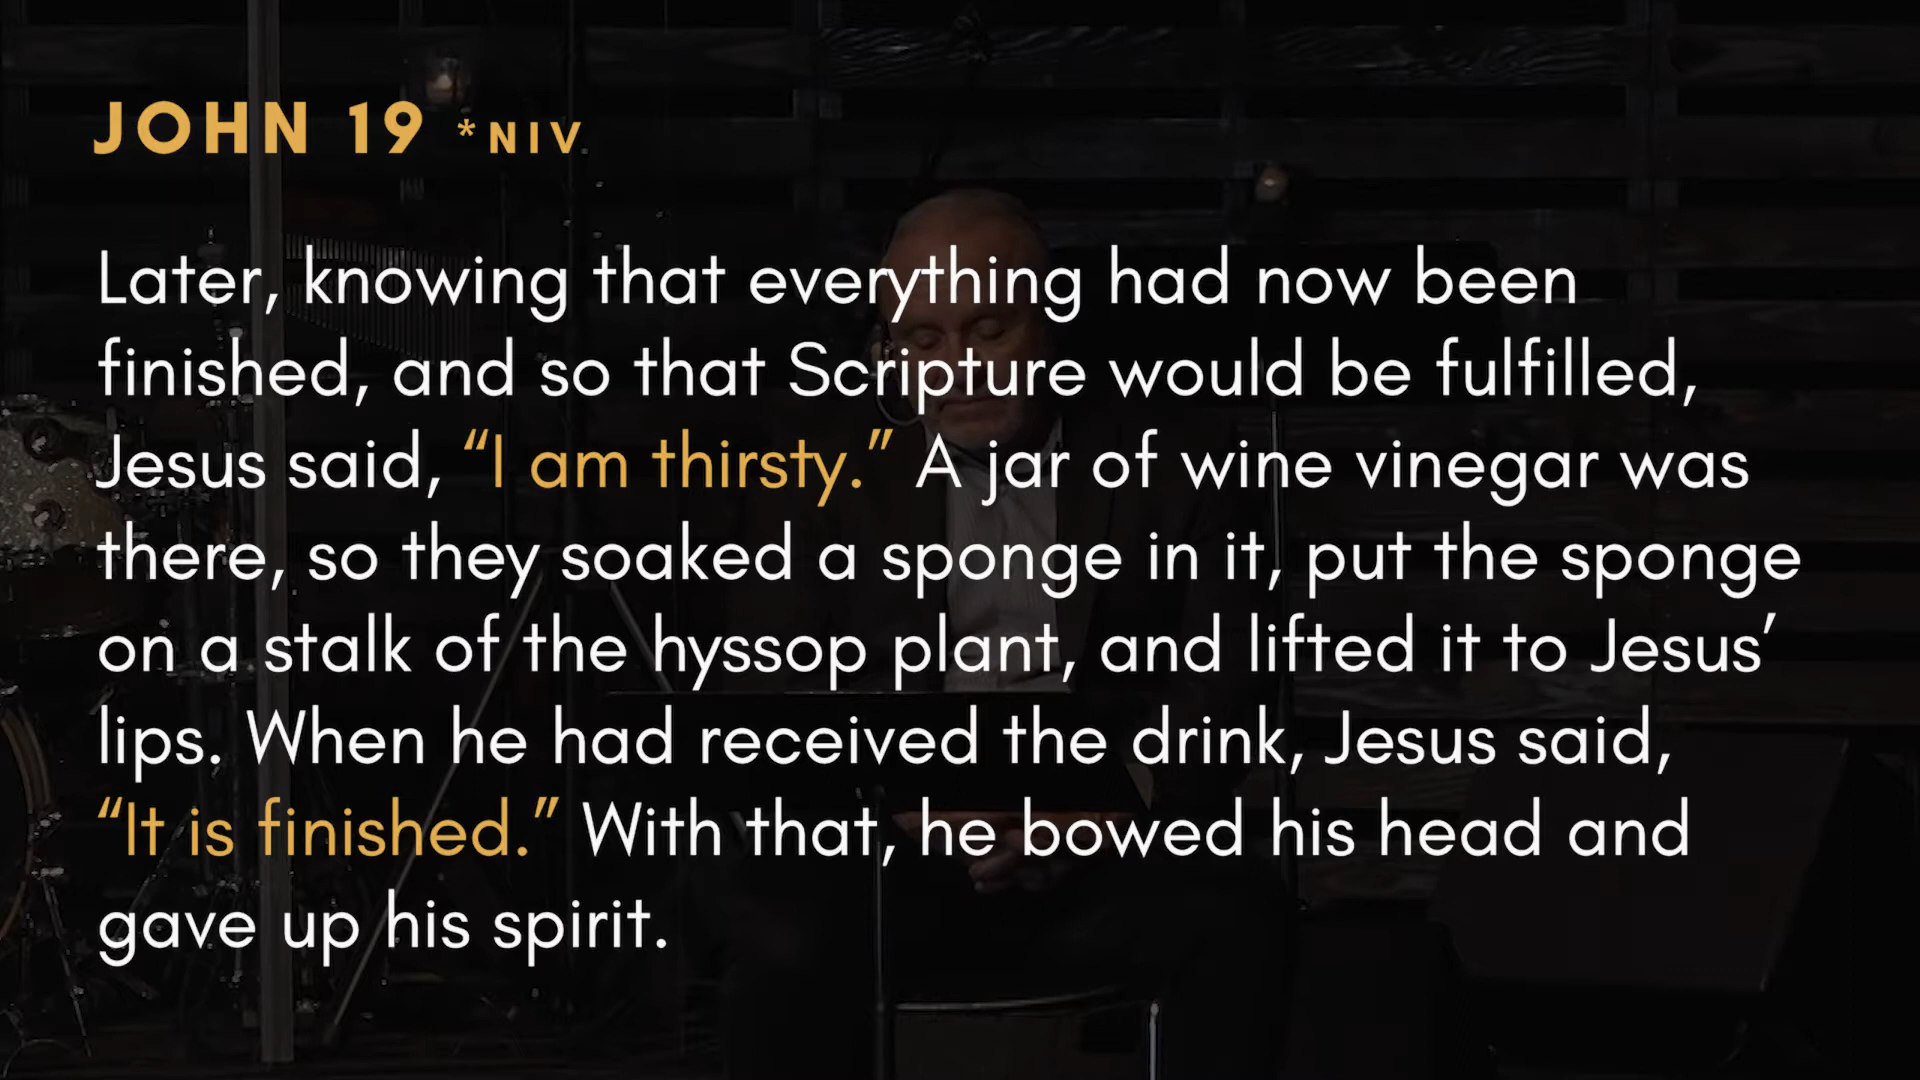 JOHN 19 *NIV
Later, knowing that everything had now been
finished, and so that Scripture would be fulfilled,
Jesus said, “I am thirsty.” A jar of wine vinegar was
there, so they soaked a sponge in it, put the sponge
on a stalk of the hyssop plant, and lifted it to Jesus’
lips. When he had received the drink, Jesus said,
“It is finished.” With that, he bowed his head and
gave up his spirit.